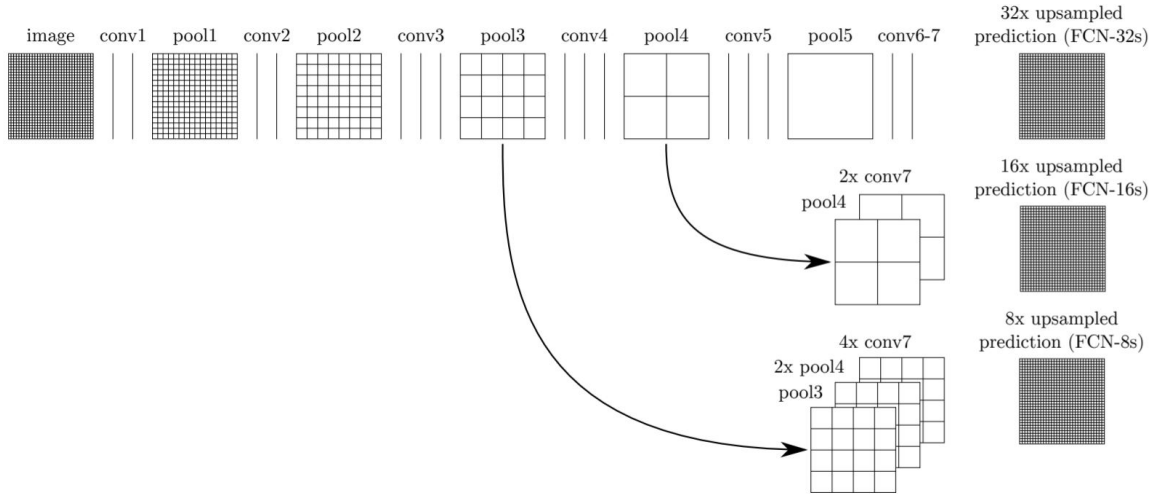 image conv1 pool1 conv2 pool2 conv3 pool3 conv4 pool4 conv5 pool5 conv6-7
32x upsampled
prediction (FCN-32s)
2x conv7
pool4
16x upsampled
prediction (FCN-16s)
4x conv7
2x pool4
pool3
8x upsampled
prediction (FCN-8s)